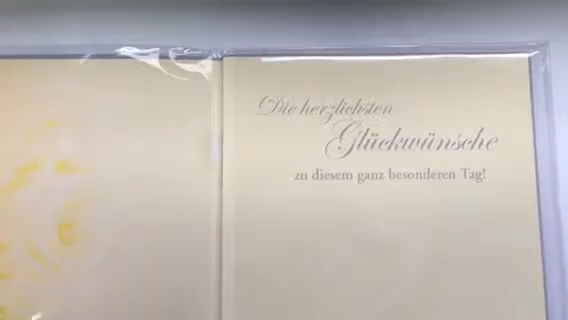 Die herzlichsten
Glückwünsche
zu diesem ganz besonderen Tag!